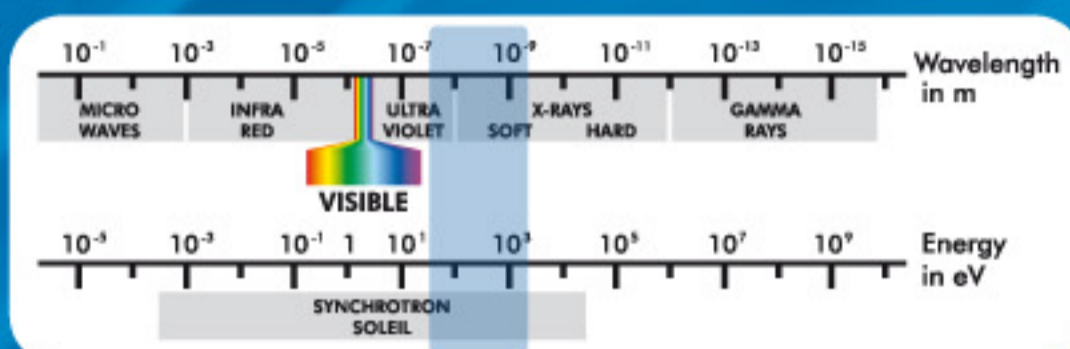 10⁻¹ 10⁻³ 10⁻⁵ 10⁻⁷ 10⁻⁹ 10⁻¹¹ 10⁻¹³ 10⁻¹⁵ Wavelength
in m
MICRO INFRA ULTRA X-RAYS GAMMA
WAVES RED VIOLET SOFT HARD RAYS
VISIBLE
10⁻⁵ 10⁻³ 10⁻¹ 1 10¹ 10³ 10⁵ 10⁷ 10⁹ Energy
in eV
SYNCHROTRON
SOLEIL